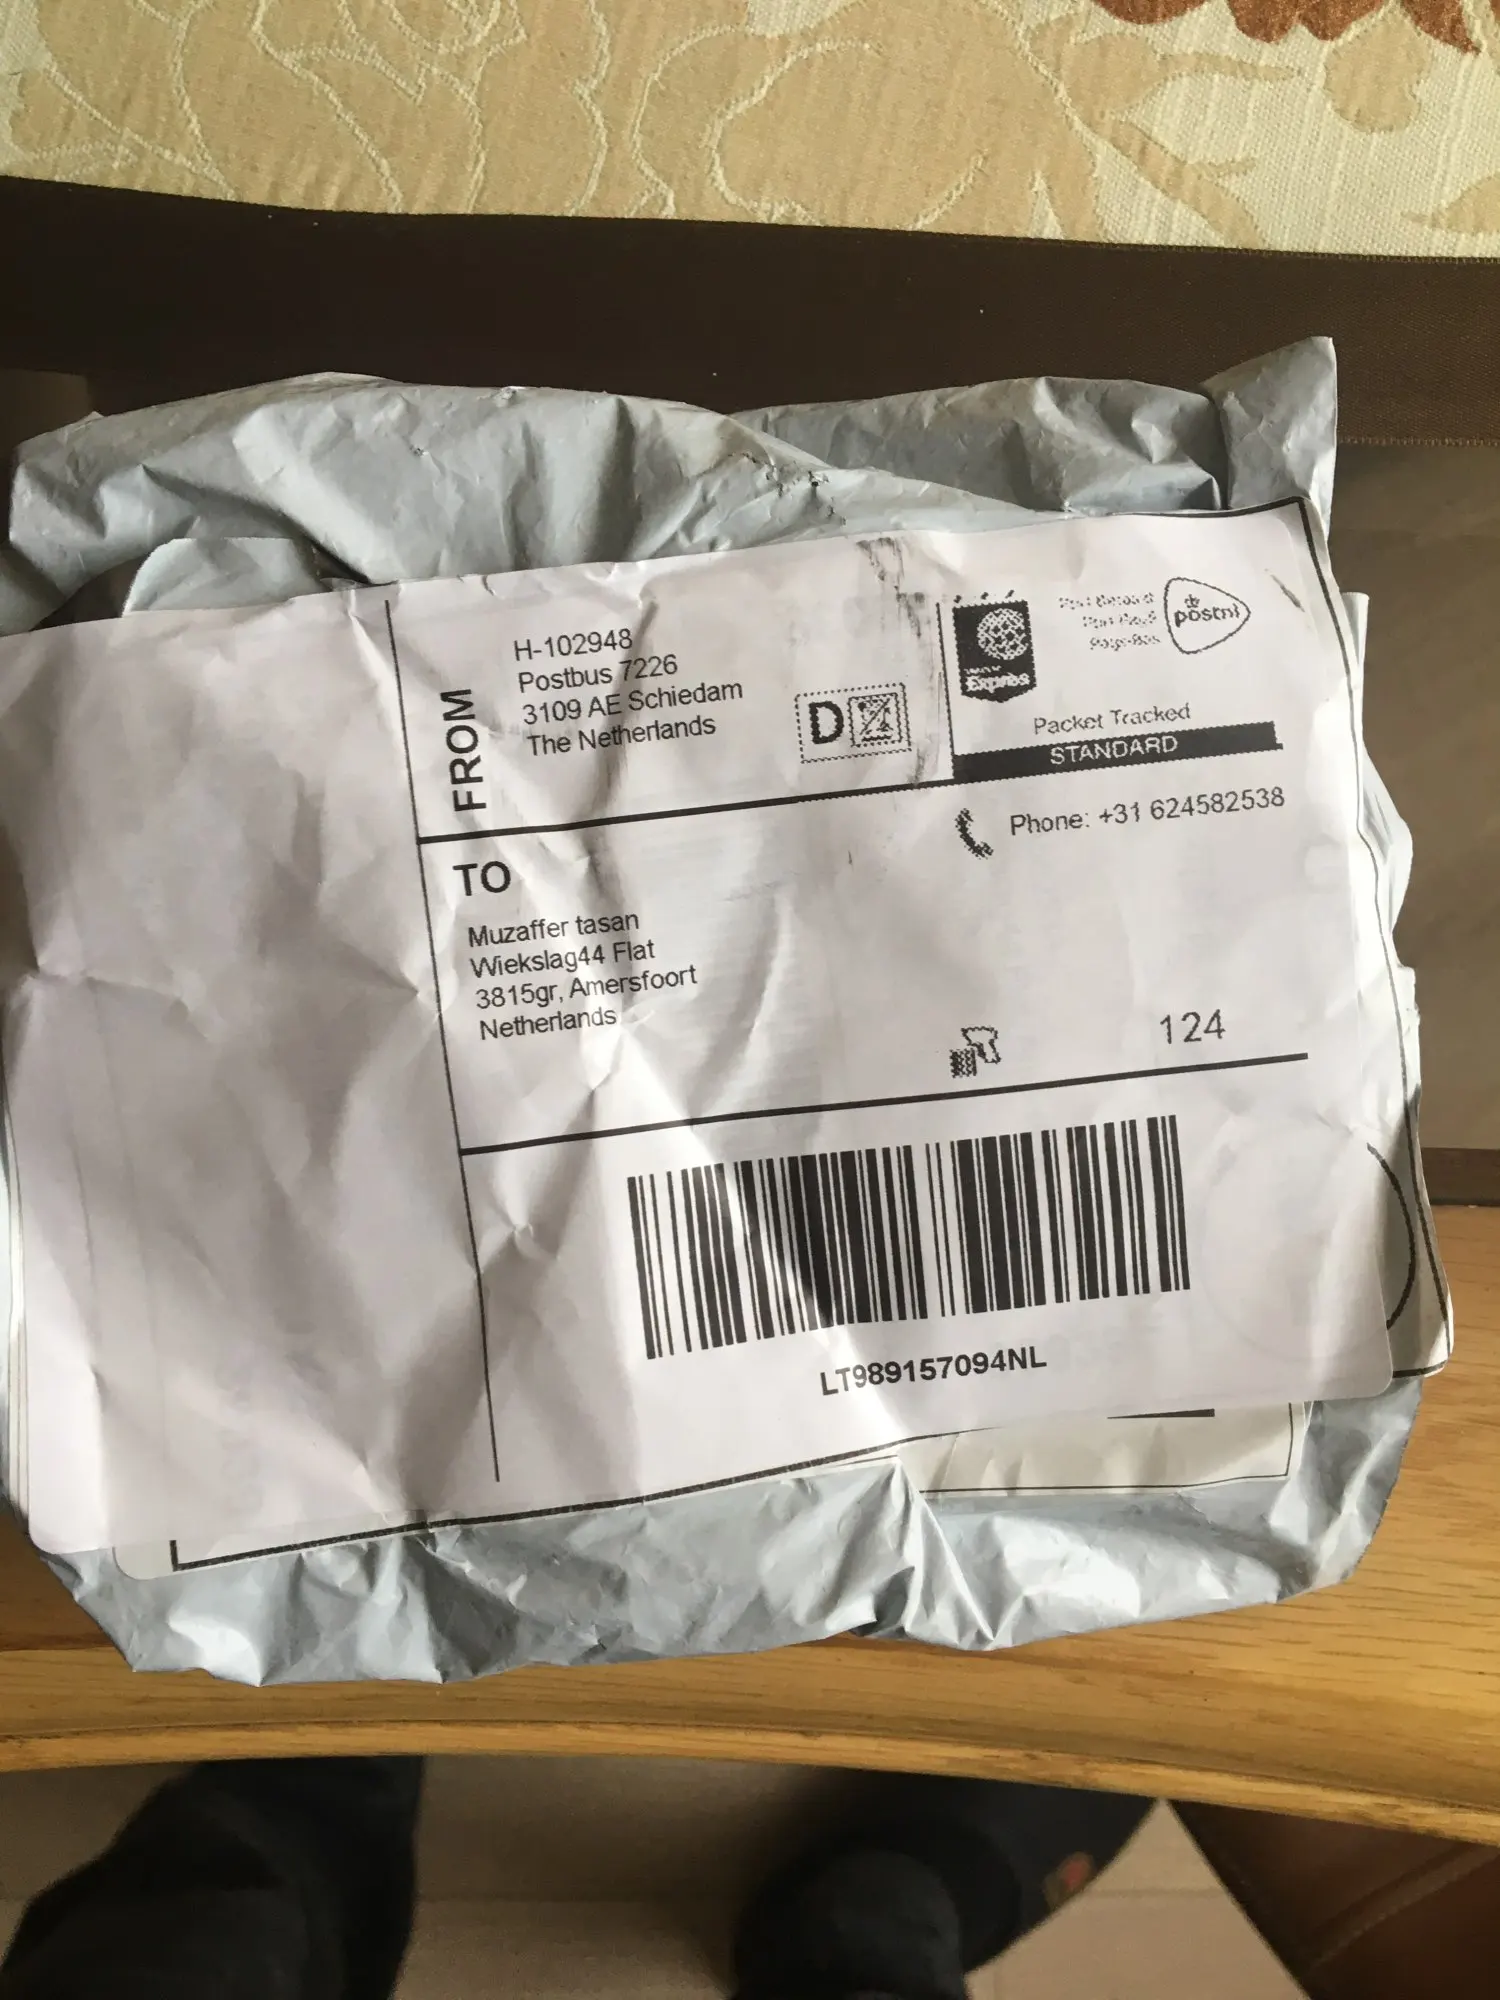 FROM
H-102948
Postbus 7226
3109 AE Schiedam
The Netherlands
D
Exprès
postnl
Packet Tracked
STANDARD
Phone: +31 624582538
TO
Muzaffer tasan
Wiekslag44 Flat
3815gr, Amersfoort
Netherlands
124
LT989157094NL